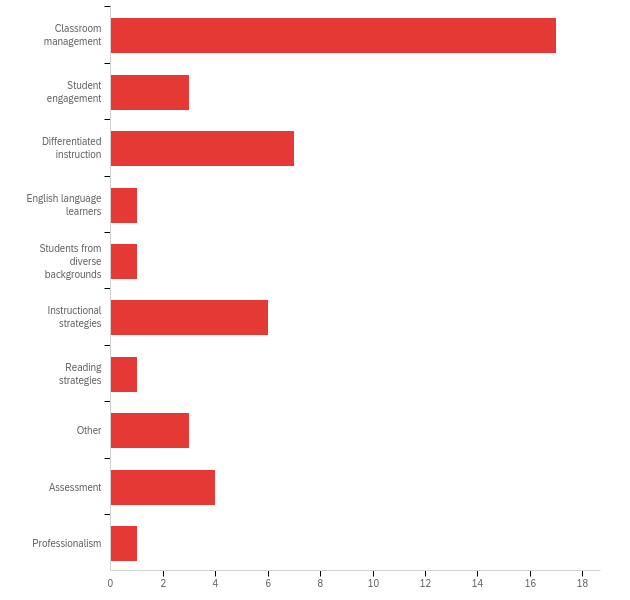 Classroom
management
Student
engagement
Differentiated
instruction
English language
learners
Students from
diverse
backgrounds
Instructional
strategies
Reading
strategies
Other
Assessment
Professionalism
0 2 4 6 8 10 12 14 16 18